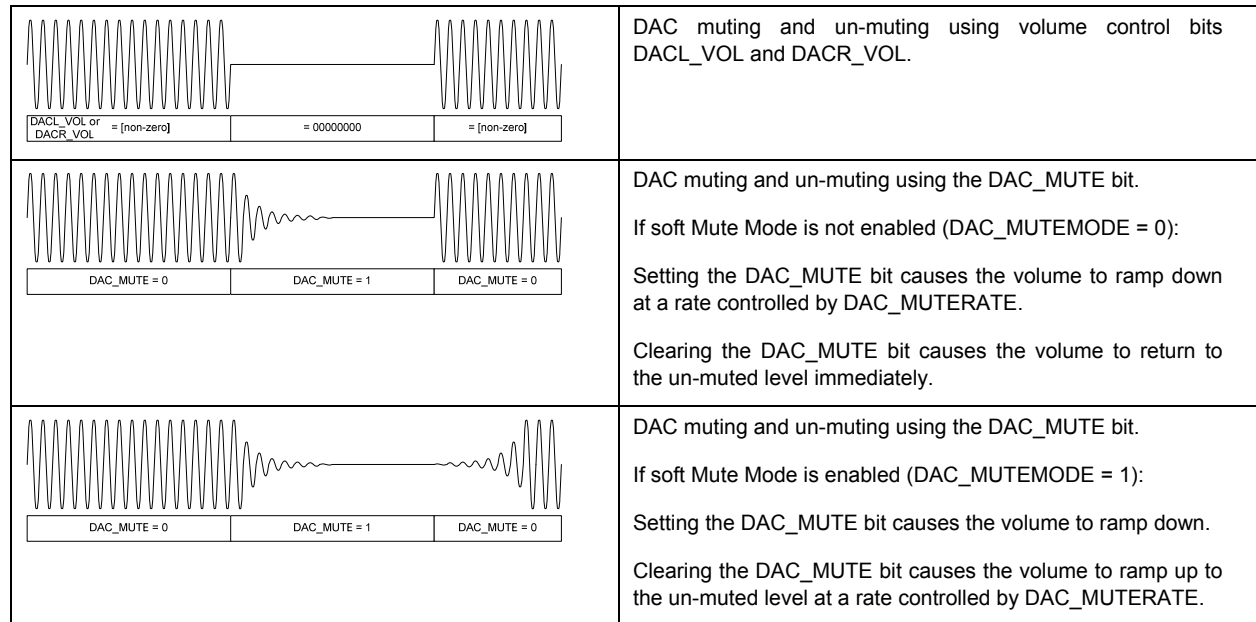 DACL_VOL or
DACR_VOL
= [non-zero]
= 00000000
= [non-zero]
DAC muting and un-muting using volume control bits
DACL_VOL and DACR_VOL.
DAC_MUTE = 0
DAC_MUTE = 1
DAC_MUTE = 0
DAC muting and un-muting using the DAC_MUTE bit.
If soft Mute Mode is not enabled (DAC_MUTEMODE = 0):
Setting the DAC_MUTE bit causes the volume to ramp down
at a rate controlled by DAC_MUTERATE.
Clearing the DAC_MUTE bit causes the volume to return to
the un-muted level immediately.
DAC_MUTE = 0
DAC_MUTE = 1
DAC_MUTE = 0
DAC muting and un-muting using the DAC_MUTE bit.
If soft Mute Mode is enabled (DAC_MUTEMODE = 1):
Setting the DAC_MUTE bit causes the volume to ramp down.
Clearing the DAC_MUTE bit causes the volume to ramp up to
the un-muted level at a rate controlled by DAC_MUTERATE.